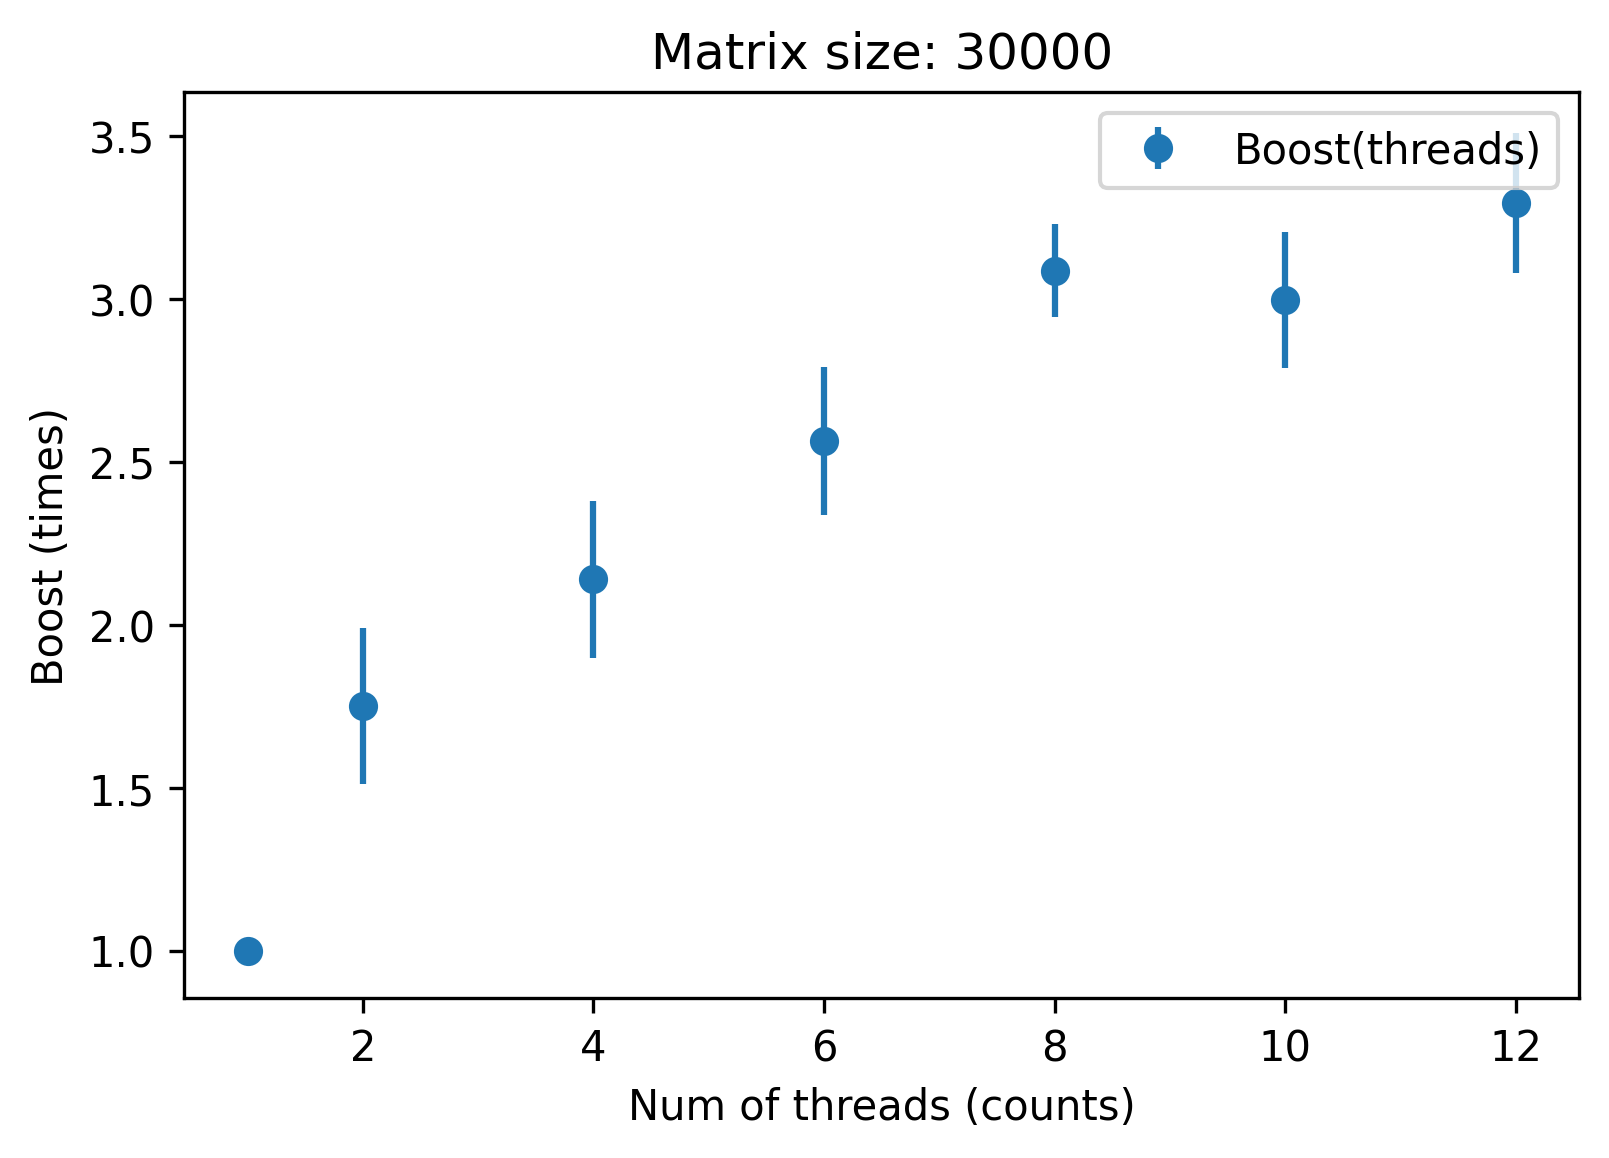 Matrix size: 30000
Boost(threads)
3.5
3.0
2.5
2.0
1.5
1.0
Boost (times)
2 4 6 8 10 12
Num of threads (counts)